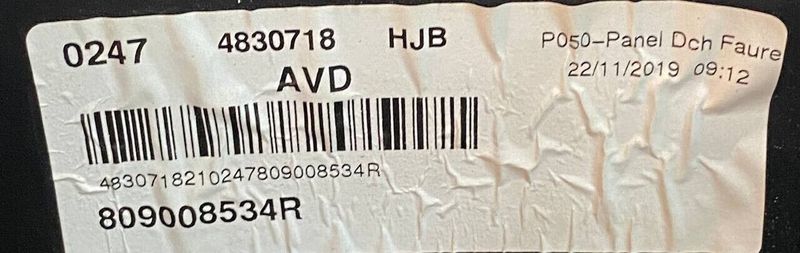 0247 4830718 HJB
P050-Panel Dch Faure
22/11/2019 09:12
AVD
4830718210247809008534R
809008534R